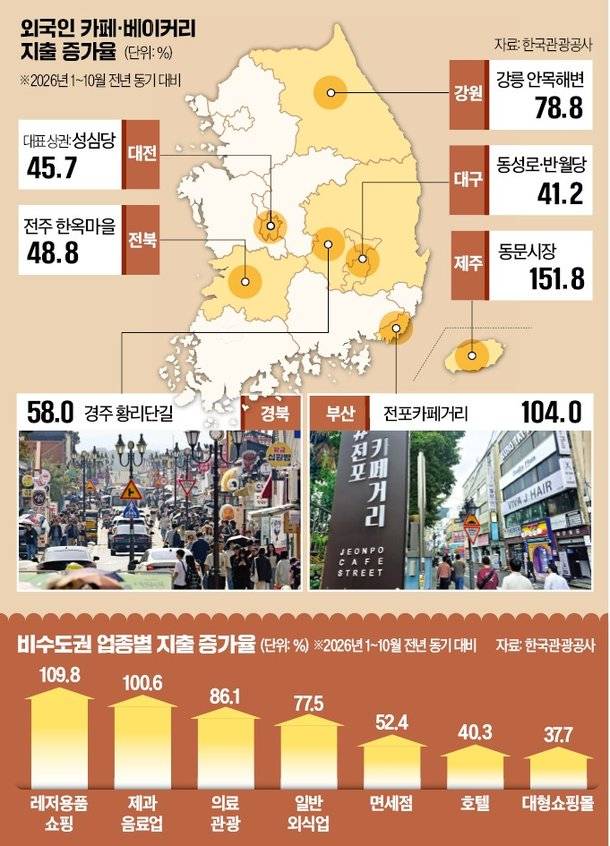 외국인 카페·베이커리
지출 증가율 (단위: %)
※2026년 1~10월 전년 동기 대비
자료: 한국관광공사
강원
강릉 안목해변
78.8
대표 상권: 성심당
45.7
대전
대구
동성로·반월당
41.2
전주 한옥마을
48.8
전북
제주
동문시장
151.8
58.0 경주 황리단길 경북
부산 전포카페거리 104.0
전포
카페거리
JEONPO
CAFE
STREET
VIVA J. HAIR
비수도권 업종별 지출 증가율 (단위: %) ※2026년 1~10월 전년 동기 대비 자료: 한국관광공사
109.8 100.6 86.1 77.5 52.4 40.3 37.7
레저용품 제과 의료 일반 면세점 호텔 대형쇼핑몰
쇼핑 음료업 관광 외식업